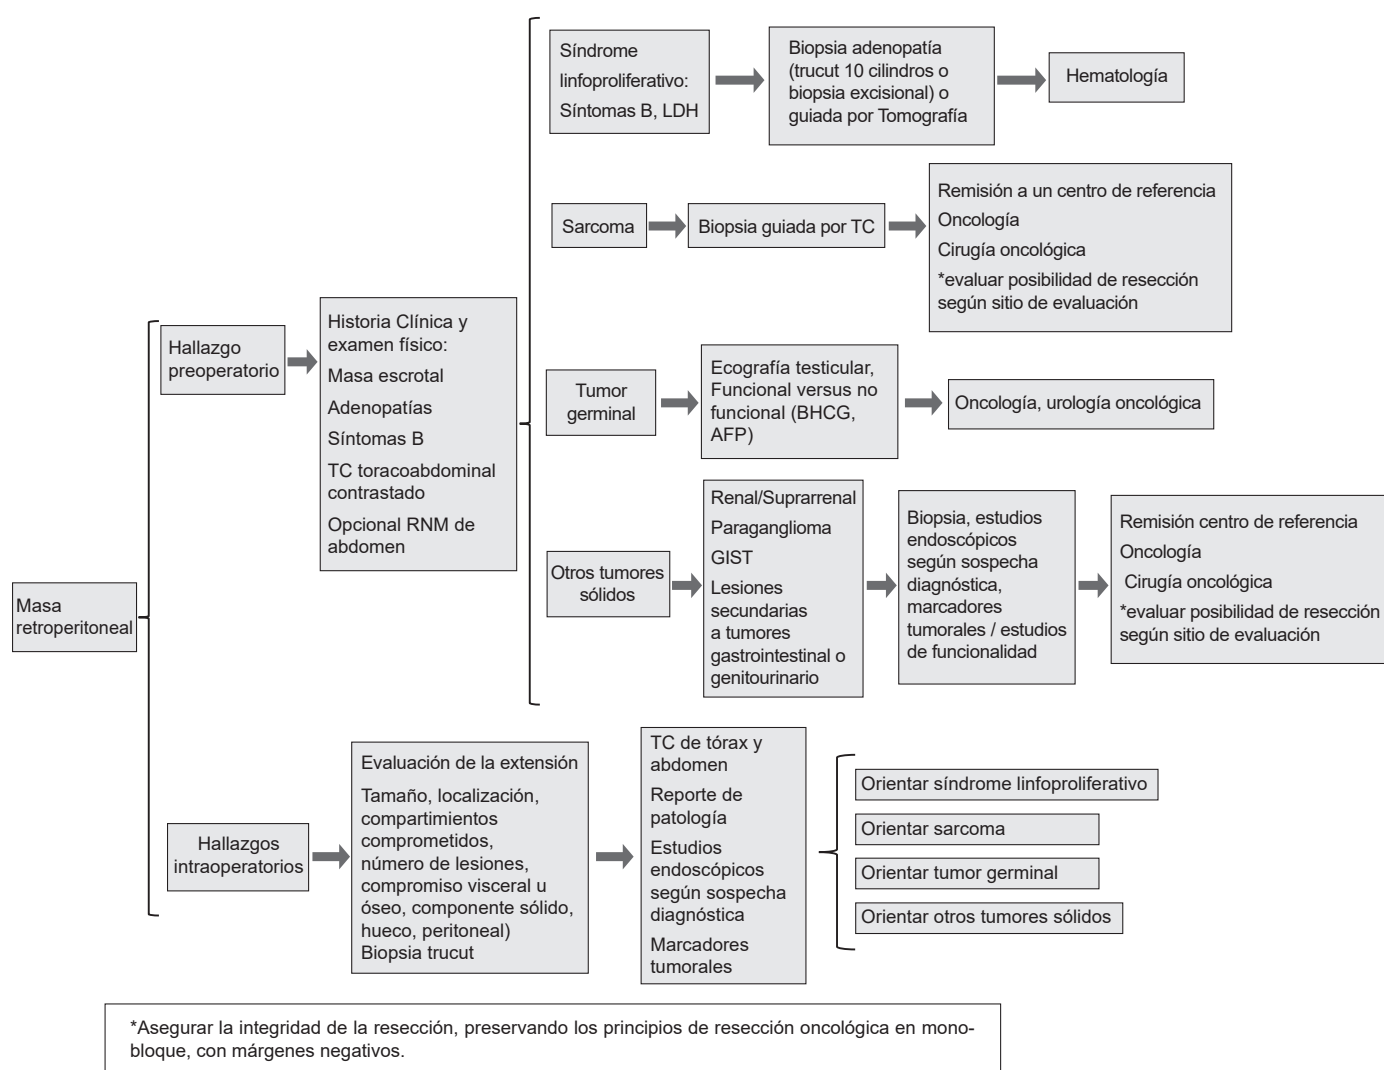 Masa
retroperitoneal
Hallazgo
preoperatorio
Historia Clínica y
examen físico:
Masa escrotal
Adenopatías
Síntomas B
TC toracoabdominal
contrastado
Opcional RNM de
abdomen
Síndrome
linfoproliferativo:
Síntomas B, LDH
Biopsia adenopatía
(trucut 10 cilindros o
biopsia excisional) o
guiada por Tomografía
Hematología
Sarcoma
Biopsia guiada por TC
Remisión a un centro de referencia
Oncología
Cirugía oncológica
*evaluar posibilidad de resección
según sitio de evaluación
Tumor
germinal
Ecografía testicular,
Funcional versus no
funcional (BHCG,
AFP)
Oncología, urología oncológica
Otros tumores
sólidos
Renal/Suprarrenal
Paraganglioma
GIST
Lesiones
secundarias
a tumores
gastrointestinal o
genitourinario
Biopsia, estudios
endoscópicos
según sospecha
diagnóstica,
marcadores
tumorales / estudios
de funcionalidad
Remisión centro de referencia
Oncología
Cirugía oncológica
*evaluar posibilidad de resección
según sitio de evaluación
Hallazgos
intraoperatorios
Evaluación de la extensión
Tamaño, localización,
compartimientos
comprometidos,
número de lesiones,
compromiso visceral u
óseo, componente sólido,
hueco, peritoneal)
Biopsia trucut
TC de tórax y
abdomen
Reporte de
patología
Estudios
endoscópicos
según sospecha
diagnóstica
Marcadores
tumorales
Orientar síndrome linfoproliferativo
Orientar sarcoma
Orientar tumor germinal
Orientar otros tumores sólidos
*Asegurar la integridad de la resección, preservando los principios de resección oncológica en mono-
bloque, con márgenes negativos.